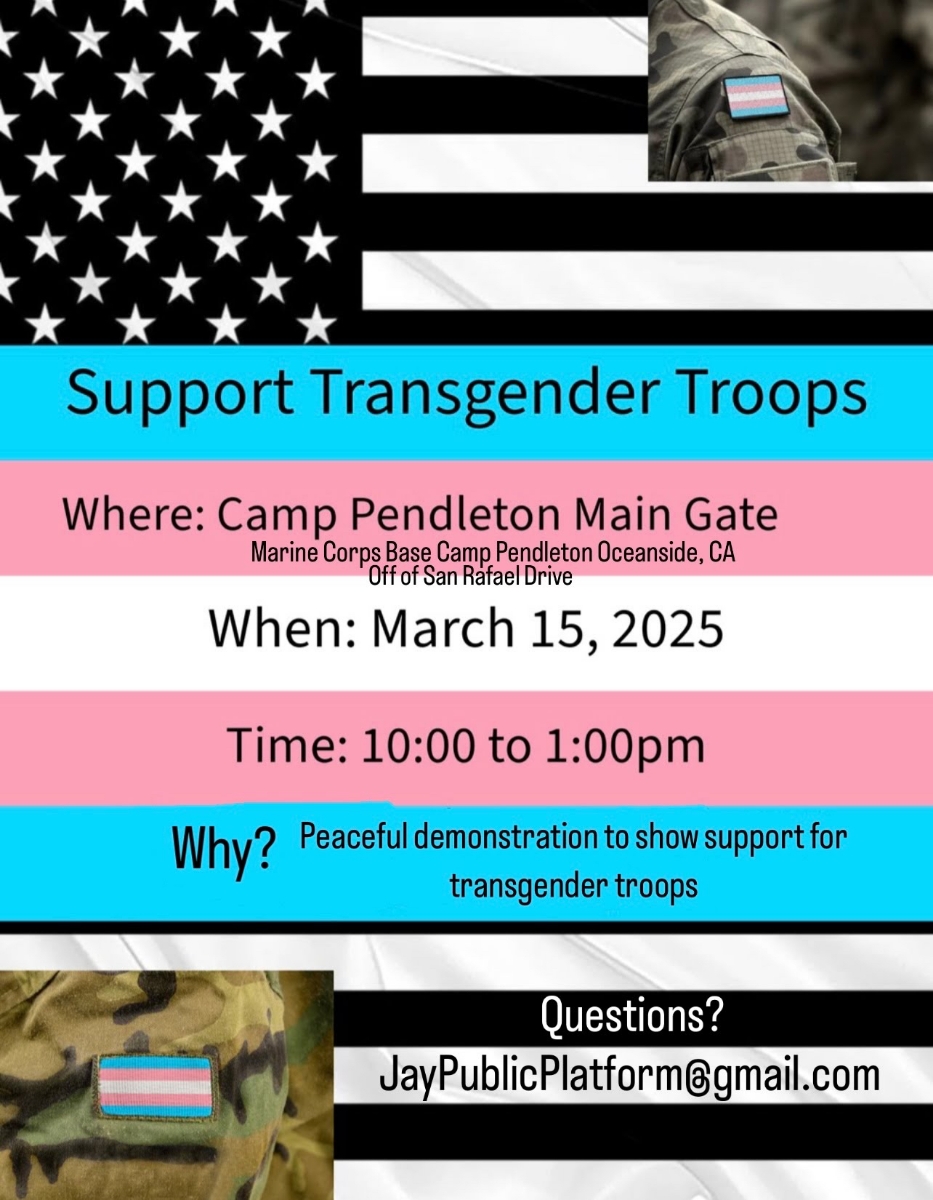 Support Transgender Troops
Where: Camp Pendleton Main Gate
Marine Corps Base Camp Pendleton Oceanside, CA
Off of San Rafael Drive
When: March 15, 2025
Time: 10:00 to 1:00pm
Why? Peaceful demonstration to show support for
transgender troops
Questions?
JayPublicPlatform@gmail.com